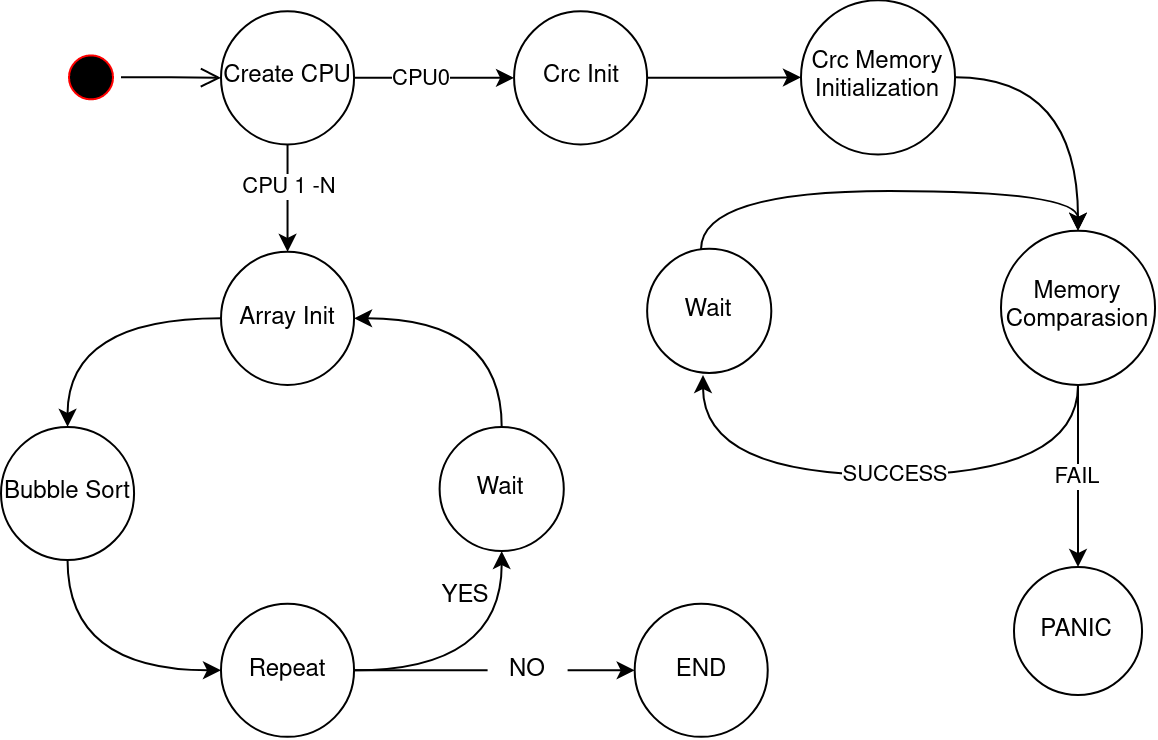 Create CPU
CPU0
Crc Init
Crc Memory
Initialization
CPU 1 -N
Array Init
Wait
Memory
Comparasion
Bubble Sort
Wait
SUCCESS
FAIL
YES
Repeat
NO
END
PANIC